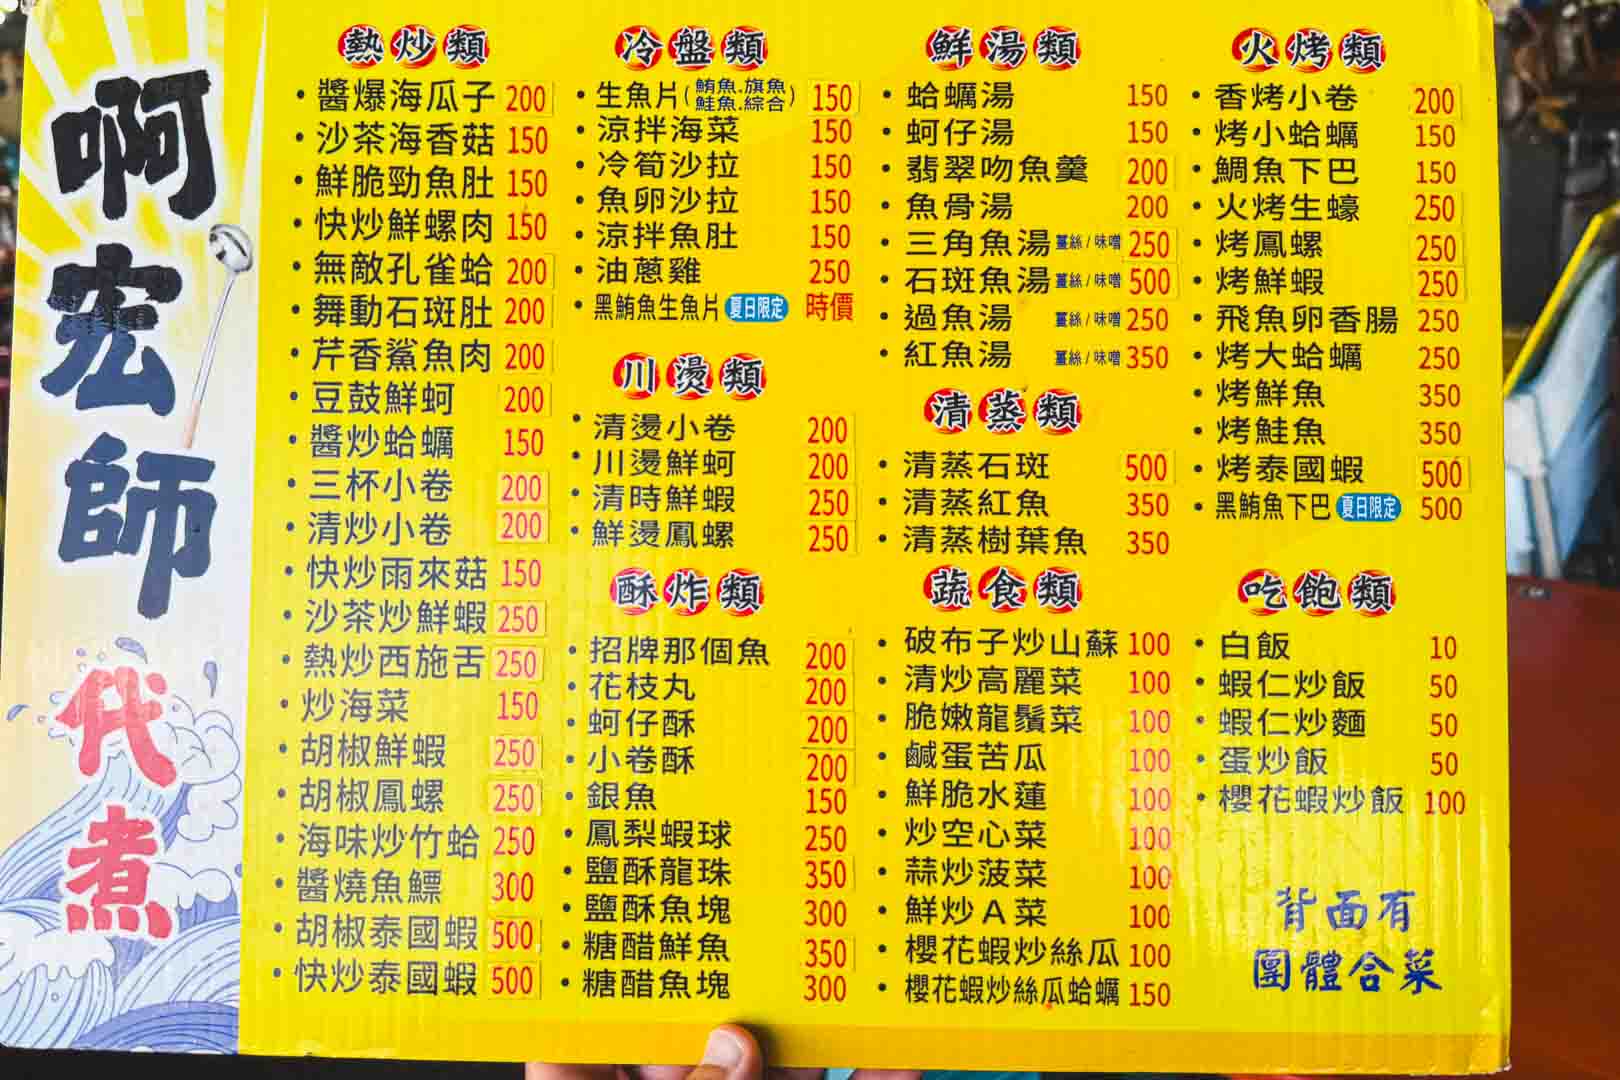 啊宏師
代煮
熱炒類
・醬爆海瓜子 200
・沙茶海香菇 150
・鮮脆勁魚肚 150
・快炒鮮螺肉 150
・無敵孔雀蛤 200
・舞動石斑肚 200
・芹香鯊魚肉 200
・豆鼓鮮蚵 200
・醬炒蛤蠣 150
・三杯小卷 200
・清炒小卷 200
・快炒雨來菇 150
・沙茶炒鮮蝦 250
・熱炒西施舌 250
・炒海菜 150
・胡椒鮮蝦 250
・胡椒鳳螺 250
・海味炒竹蛤 250
・醬燒魚鰾 300
・胡椒泰國蝦 500
・快炒泰國蝦 500
冷盤類
・生魚片(鮪魚.旗魚 鮭魚.綜合) 150
・涼拌海菜 150
・冷筍沙拉 150
・魚卵沙拉 150
・涼拌魚肚 150
・油蔥雞 250
・黑鮪魚生魚片 夏日限定 時價
川燙類
・清燙小卷 200
・川燙鮮蚵 200
・清時鮮蝦 250
・鮮燙鳳螺 250
酥炸類
・招牌那個魚 200
・花枝丸 200
・蚵仔酥 200
・小卷酥 200
・銀魚 150
・鳳梨蝦球 250
・鹽酥龍珠 350
・鹽酥魚塊 300
・糖醋鮮魚 350
・糖醋魚塊 300
鮮湯類
・蛤蠣湯 150
・蚵仔湯 150
・翡翠吻魚羹 200
・魚骨湯 200
・三角魚湯 薑絲/味噌 250
・石斑魚湯 薑絲/味噌 500
・過魚湯 薑絲/味噌 250
・紅魚湯 薑絲/味噌 350
清蒸類
・清蒸石斑 500
・清蒸紅魚 350
・清蒸樹葉魚 350
蔬食類
・破布子炒山蘇 100
・清炒高麗菜 100
・脆嫩龍鬚菜 100
・鹹蛋苦瓜 100
・鮮脆水蓮 100
・炒空心菜 100
・蒜炒菠菜 100
・鮮炒A菜 100
・櫻花蝦炒絲瓜 100
・櫻花蝦炒絲瓜蛤蠣 150
火烤類
・香烤小卷 200
・烤小蛤蠣 150
・鯛魚下巴 150
・火烤生蠔 250
・烤鳳螺 250
・烤鮮蝦 250
・飛魚卵香腸 250
・烤大蛤蠣 250
・烤鮮魚 350
・烤鮭魚 350
・烤泰國蝦 500
・黑鮪魚下巴 夏日限定 500
吃飽類
・白飯 10
・蝦仁炒飯 50
・蝦仁炒麵 50
・蛋炒飯 50
・櫻花蝦炒飯 100
背面有
團體合菜